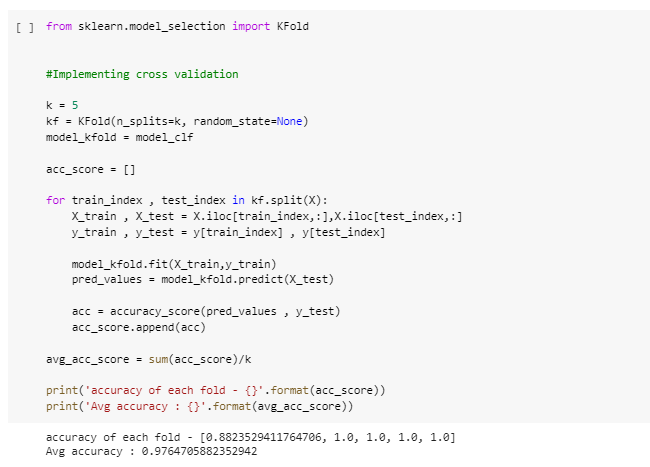 [ ] from sklearn.model_selection import KFold
#Implementing cross validation
k = 5
kf = KFold(n_splits=k, random_state=None)
model_kfold = model_clf
acc_score = []
for train_index , test_index in kf.split(X):
    X_train , X_test = X.iloc[train_index,:],X.iloc[test_index,:]
    y_train , y_test = y[train_index] , y[test_index]
    model_kfold.fit(X_train,y_train)
    pred_values = model_kfold.predict(X_test)
    acc = accuracy_score(pred_values , y_test)
    acc_score.append(acc)
avg_acc_score = sum(acc_score)/k
print('accuracy of each fold - {}'.format(acc_score))
print('Avg accuracy : {}'.format(avg_acc_score))
accuracy of each fold - [0.8823529411764706, 1.0, 1.0, 1.0, 1.0]
Avg accuracy : 0.9764705882352942